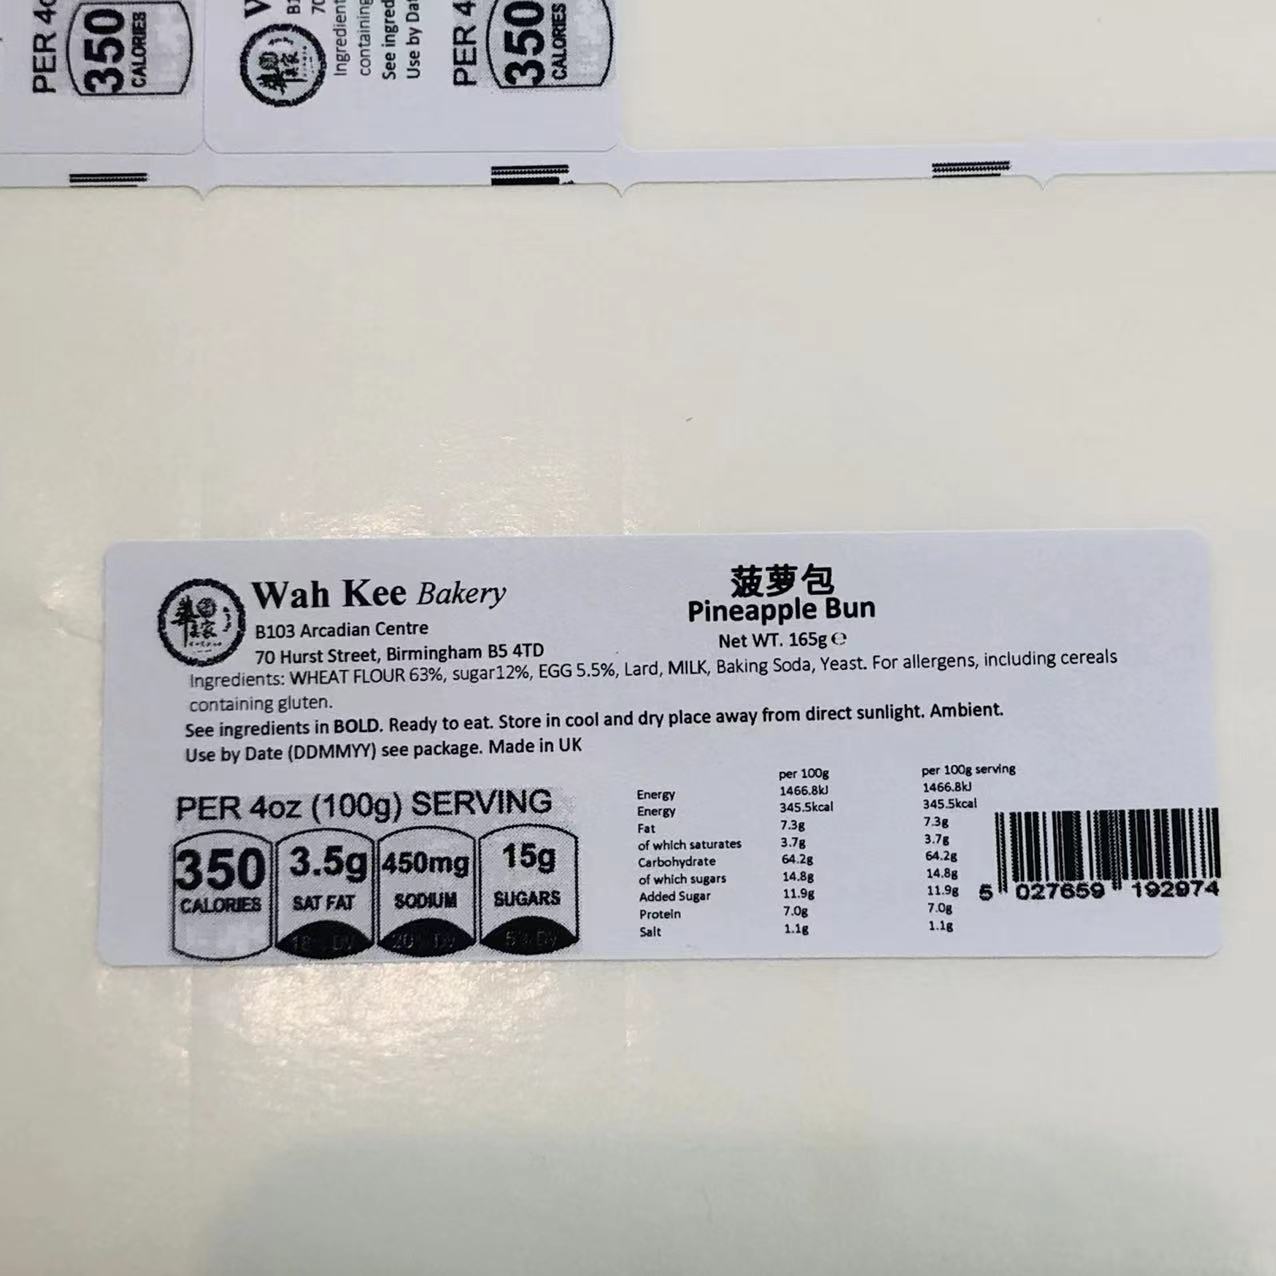 PER 4
350
CALORIES
Ingredient
containing
See ingred
Use by Dat
PER 4
350
CALORIES
Wah Kee Bakery
B103 Arcadian Centre
70 Hurst Street, Birmingham B5 4TD
菠萝包
Pineapple Bun
Net WT. 165g℮
Ingredients: WHEAT FLOUR 63%, sugar12%, EGG 5.5%, Lard, MILK, Baking Soda, Yeast. For allergens, including cereals
containing gluten.
See ingredients in BOLD. Ready to eat. Store in cool and dry place away from direct sunlight. Ambient.
Use by Date (DDMMYY) see package. Made in UK
PER 4oz (100g) SERVING
350 3.5g 450mg 15g
CALORIES SAT FAT SODIUM SUGARS
per 100g per 100g serving
Energy 1466.8kJ 1466.8kJ
Energy 345.5kcal 345.5kcal
Fat 7.3g 7.3g
of which saturates 3.7g 3.7g
Carbohydrate 64.2g 64.2g
of which sugars 14.8g 14.8g
Added Sugar 11.9g 11.9g
Protein 7.0g 7.0g
Salt 1.1g 1.1g
5 027659 192974